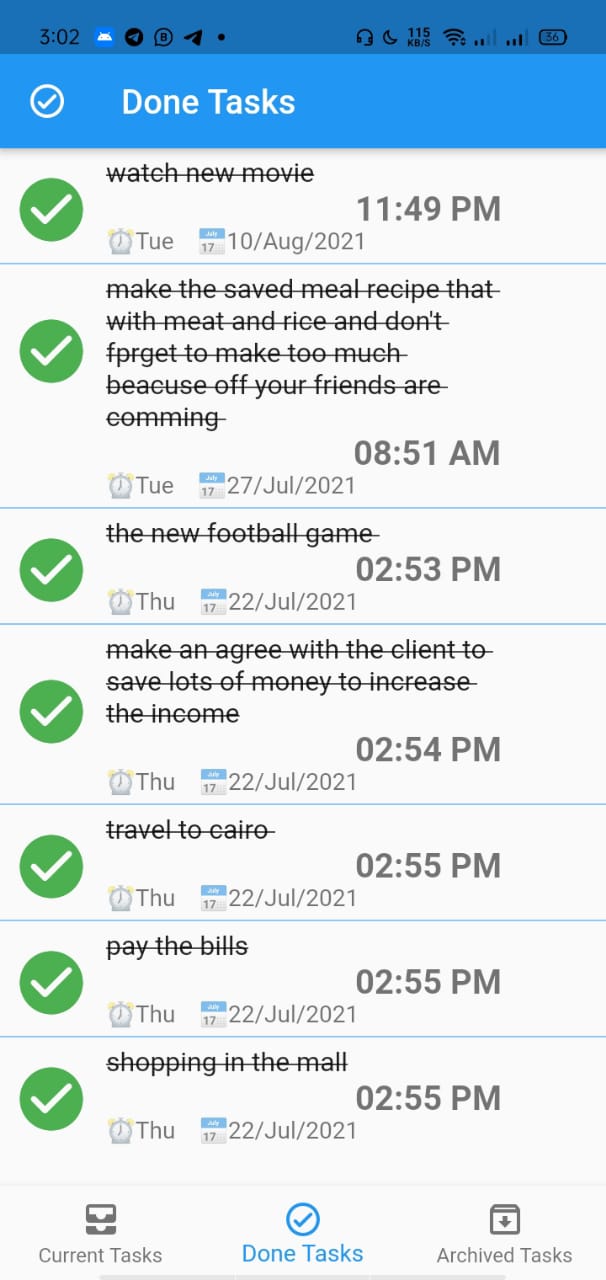 3:02 115 KB/S 36
Done Tasks
watch new movie
11:49 PM
Tue July 17 10/Aug/2021
make the saved meal recipe that
with meat and rice and don't
fprget to make too much
beacuse off your friends are
comming
08:51 AM
Tue July 17 27/Jul/2021
the new football game
02:53 PM
Thu July 17 22/Jul/2021
make an agree with the client to
save lots of money to increase
the income
02:54 PM
Thu July 17 22/Jul/2021
travel to cairo
02:55 PM
Thu July 17 22/Jul/2021
pay the bills
02:55 PM
Thu July 17 22/Jul/2021
shopping in the mall
02:55 PM
Thu July 17 22/Jul/2021
Current Tasks Done Tasks Archived Tasks